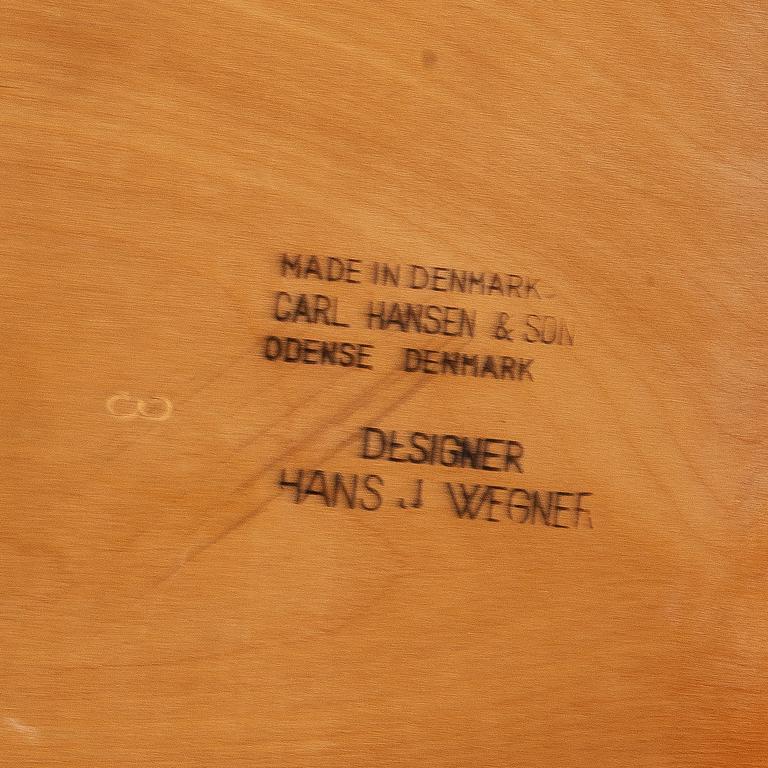 MADE IN DENMARK
CARL HANSEN & SON
ODENSE DENMARK
DESIGNER
HANS J WEGNER